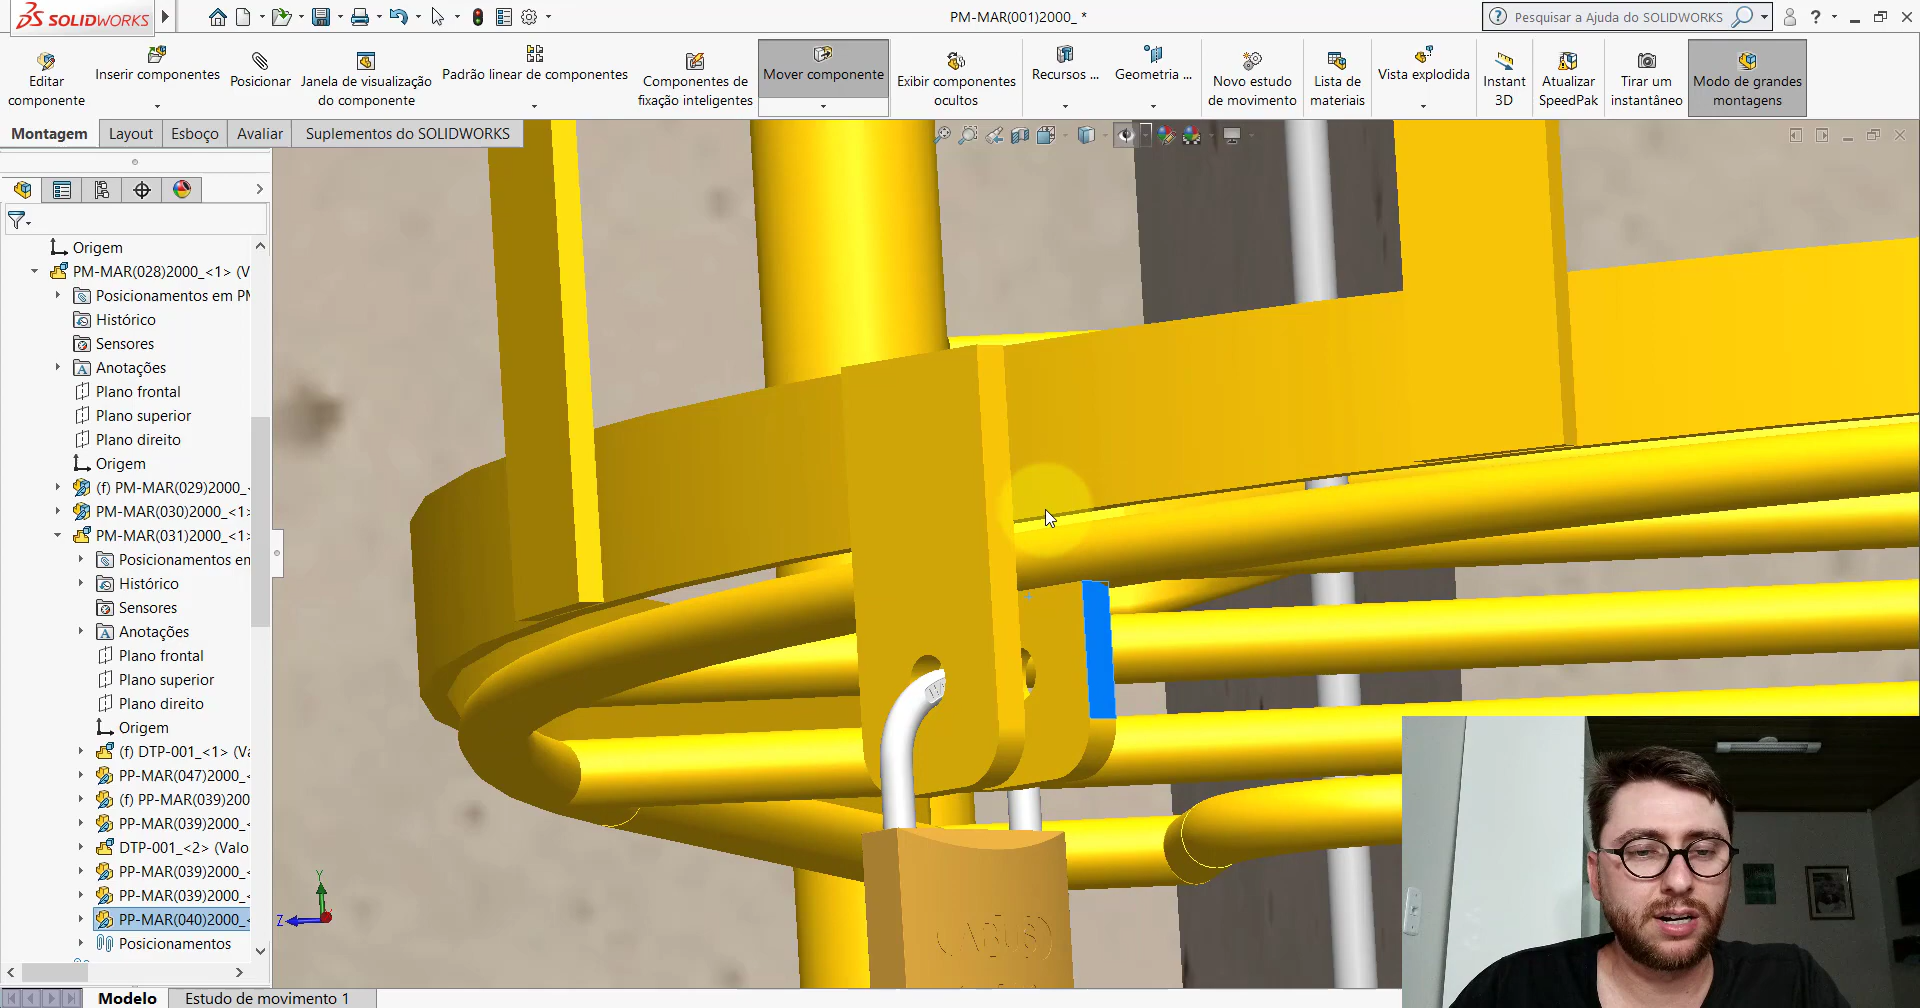 SOLIDWORKS
PM-MAR(001)2000_ *
Pesquisar a Ajuda do SOLIDWORKS
Editar componente
Inserir componentes
Posicionar
Janela de visualização do componente
Padrão linear de componentes
Componentes de fixação inteligentes
Mover componente
Exibir componentes ocultos
Recursos ...
Geometria ...
Novo estudo de movimento
Lista de materiais
Vista explodida
Instant 3D
Atualizar SpeedPak
Tirar um instantâneo
Modo de grandes montagens
Montagem
Layout
Esboço
Avaliar
Suplementos do SOLIDWORKS
Origem
PM-MAR(028)2000_<1> (V
Posicionamentos em PM
Histórico
Sensores
Anotações
Plano frontal
Plano superior
Plano direito
Origem
(f) PM-MAR(029)2000_<
PM-MAR(030)2000_<1>
PM-MAR(031)2000_<1>
Posicionamentos em
Histórico
Sensores
Anotações
Plano frontal
Plano superior
Plano direito
Origem
(f) DTP-001_<1> (Va
PP-MAR(047)2000_<
(f) PP-MAR(039)200
PP-MAR(039)2000_<
DTP-001_<2> (Valo
PP-MAR(039)2000_<
PP-MAR(039)2000_<
PP-MAR(040)2000_<
Posicionamentos
Y
Z
ABUS
Modelo
Estudo de movimento 1